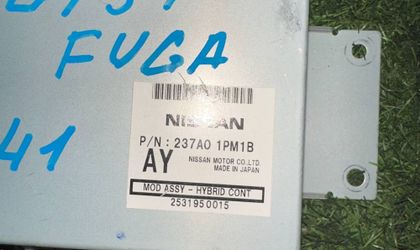 FUGA
41
NISSAN
P/N : 237A0 1PM1B
AY
NISSAN MOTOR CO.,LTD.
MADE IN JAPAN
MOD ASSY - HYBRID CONT
2531950015